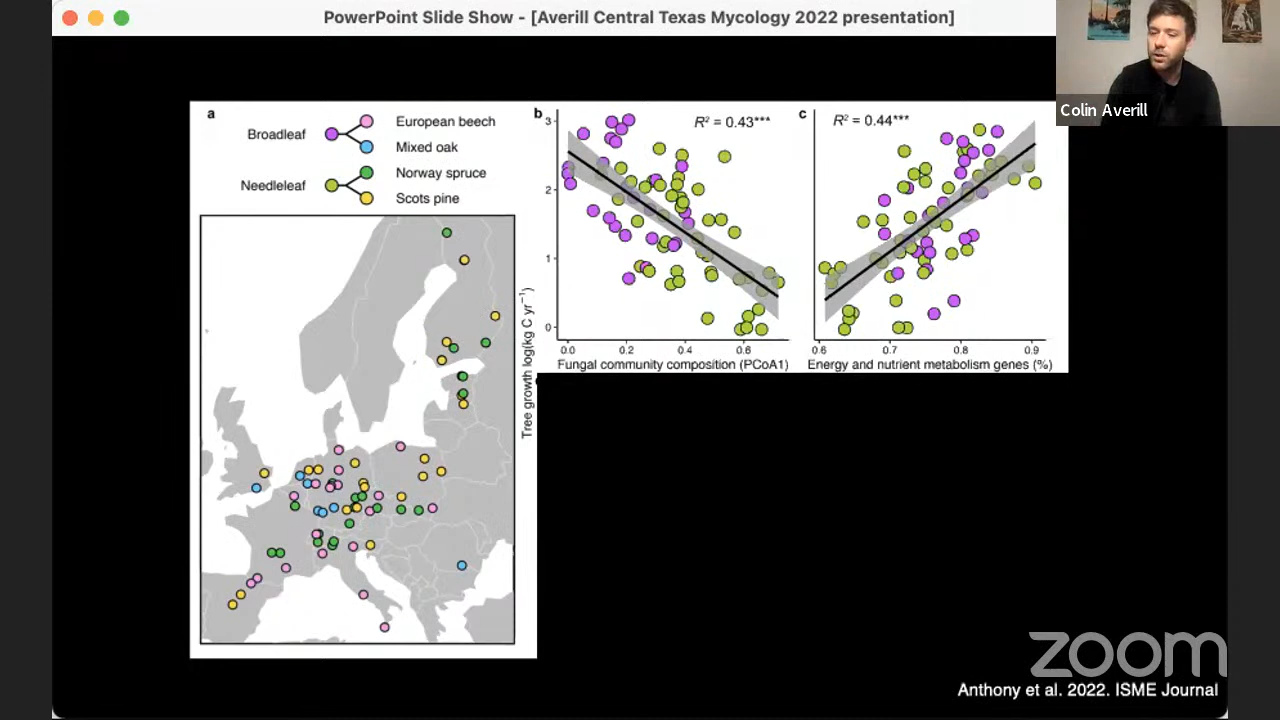 PowerPoint Slide Show - [Averill Central Texas Mycology 2022 presentation]
Colin Averill
a
Broadleaf
European beech
Mixed oak
Needleleaf
Norway spruce
Scots pine
Tree growth log(kg C yr⁻¹)
b
R² = 0.43***
3
2
1
0
0.0 0.2 0.4 0.6
Fungal community composition (PCoA1)
c
R² = 0.44***
0.6 0.7 0.8 0.9
Energy and nutrient metabolism genes (%)
zoom
Anthony et al. 2022. ISME Journal